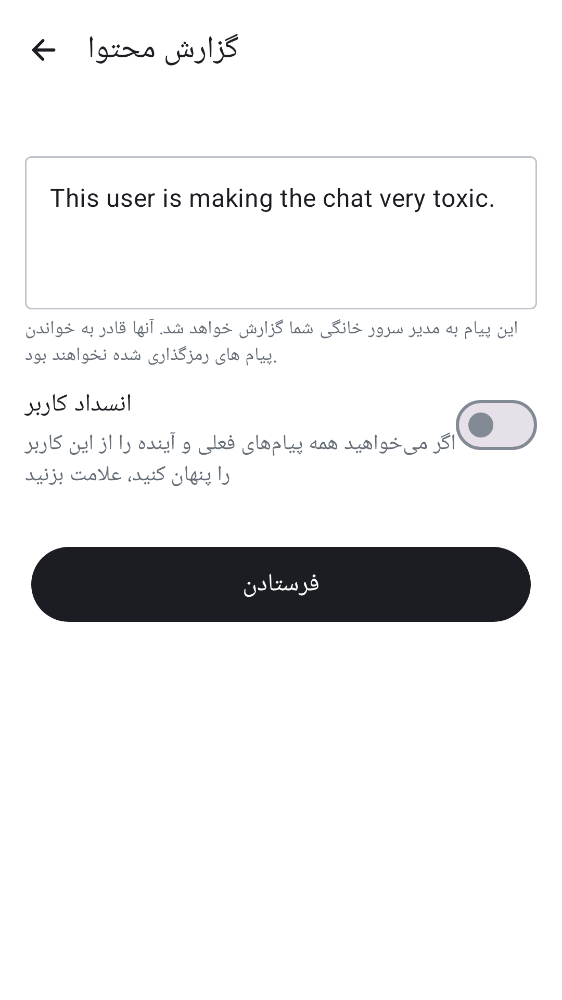 گزارش محتوا
This user is making the chat very toxic.
این پیام به مدیر سرور خانگی شما گزارش خواهد شد. آنها قادر به خواندن
پیام های رمزگذاری شده نخواهند بود.
انسداد کاربر
اگر می‌خواهید همه پیام‌های فعلی و آینده را از این کاربر
را پنهان کنید، علامت بزنید
فرستادن